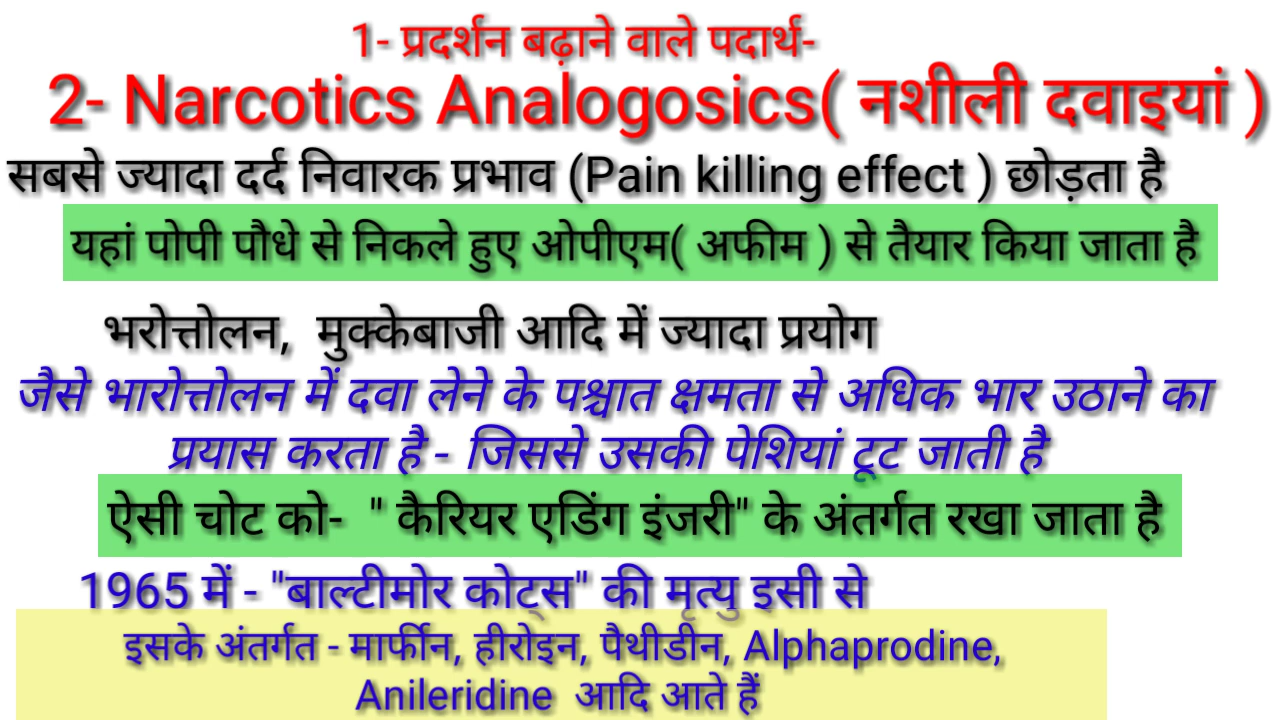 1- प्रदर्शन बढ़ाने वाले पदार्थ-
2- Narcotics Analogosics( नशीली दवाइयां )
सबसे ज्यादा दर्द निवारक प्रभाव (Pain killing effect ) छोड़ता है
यहां पोपी पौधे से निकले हुए ओपीएम( अफीम ) से तैयार किया जाता है
भरोत्तोलन, मुक्केबाजी आदि में ज्यादा प्रयोग
जैसे भारोत्तोलन में दवा लेने के पश्चात क्षमता से अधिक भार उठाने का
प्रयास करता है - जिससे उसकी पेशियां टूट जाती है
ऐसी चोट को- " कैरियर एडिंग इंजरी" के अंतर्गत रखा जाता है
1965 में - "बाल्टीमोर कोट्स" की मृत्यु इसी से
इसके अंतर्गत - मार्फीन, हीरोइन, पैथीडीन, Alphaprodine,
Anileridine आदि आते हैं